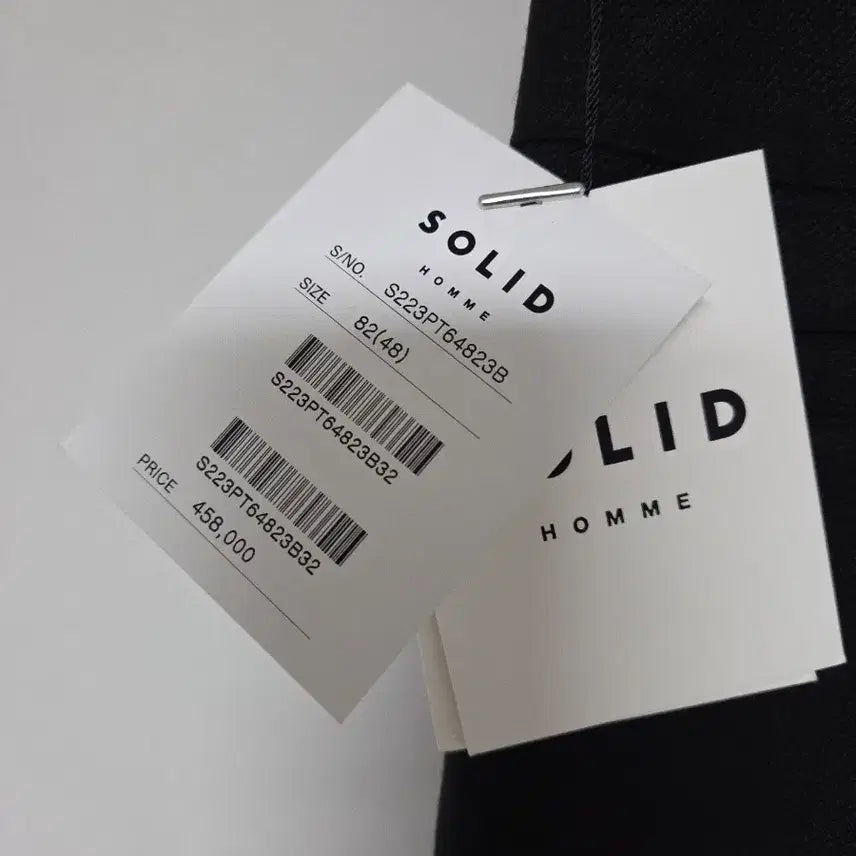 SOLID
HOMME
S/NO. S223PT64823B
SIZE 82(48)
S223PT64823B32
S223PT64823B32
PRICE 458,000
LID
HOMME